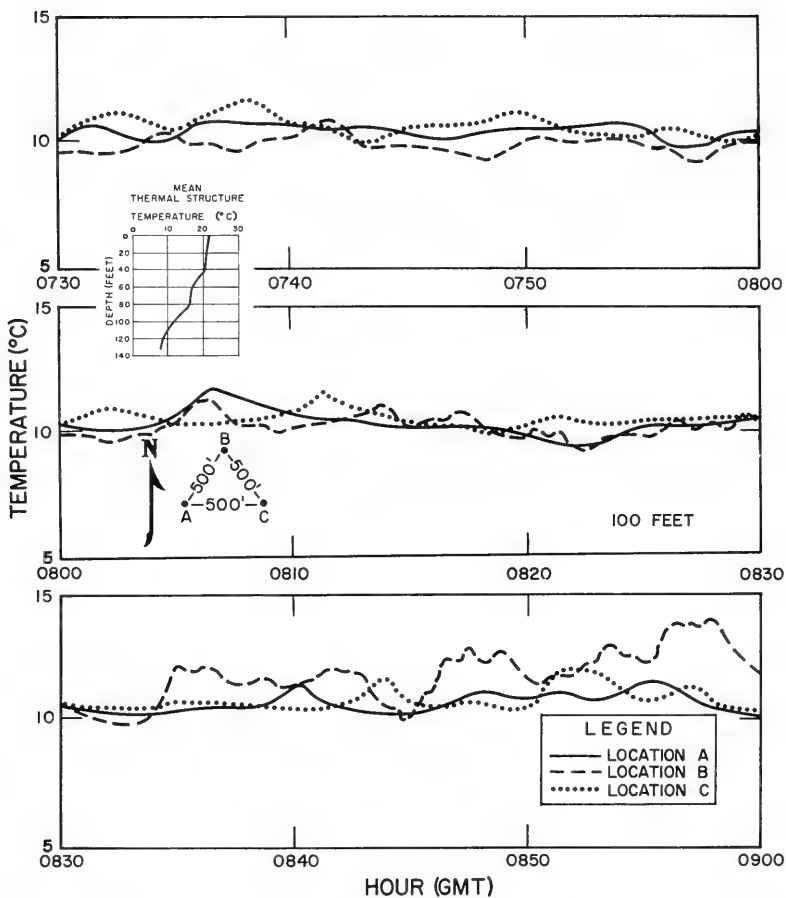 15
10
5
0730
0740
0750
0800
MEAN
THERMAL STRUCTURE
TEMPERATURE (°C)
0 10 20 30
DEPTH (FEET)
0
20
40
60
80
100
120
140
TEMPERATURE (°C)
15
10
5
N
B
500'
500'
500'
A
C
100 FEET
0800
0810
0820
0830
15
10
5
LEGEND
LOCATION A
LOCATION B
LOCATION C
0830
0840
0850
0900
HOUR (GMT)